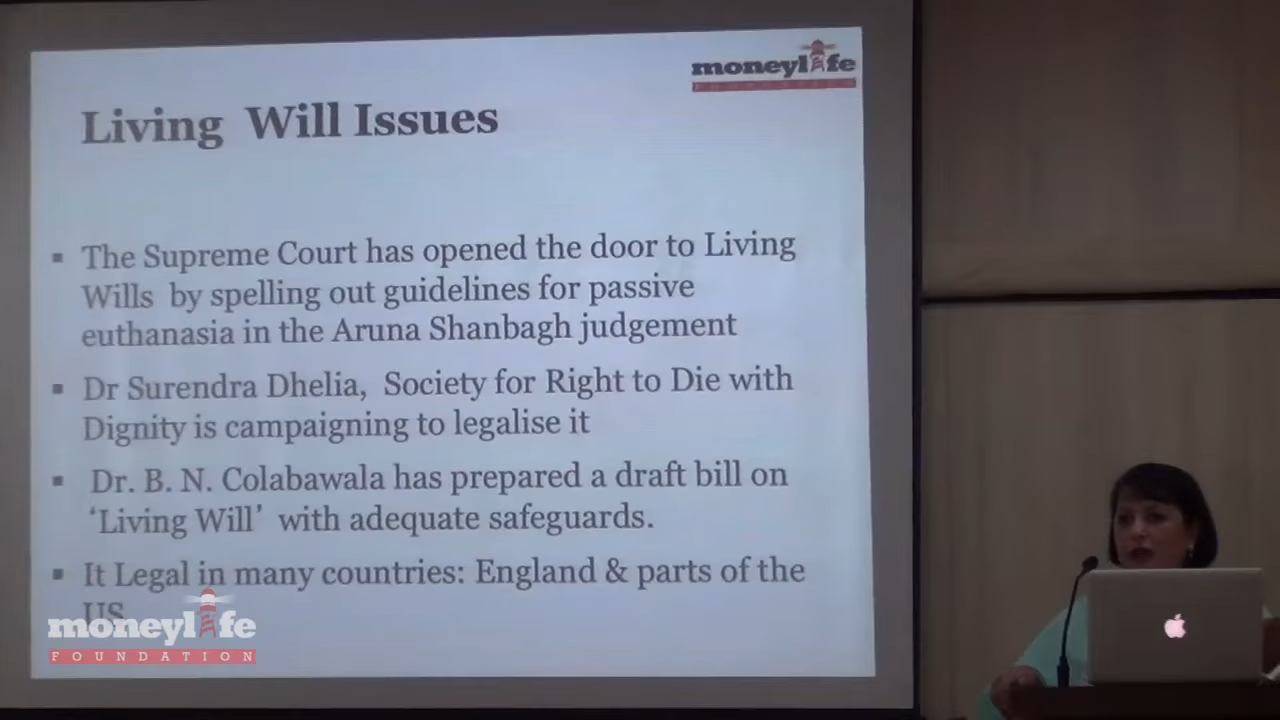 moneylife
Living Will Issues
The Supreme Court has opened the door to Living
Wills by spelling out guidelines for passive
euthanasia in the Aruna Shanbagh judgement
Dr Surendra Dhelia, Society for Right to Die with
Dignity is campaigning to legalise it
Dr. B. N. Colabawala has prepared a draft bill on
‘Living Will’ with adequate safeguards.
It Legal in many countries: England & parts of the
US
moneylife
FOUNDATION